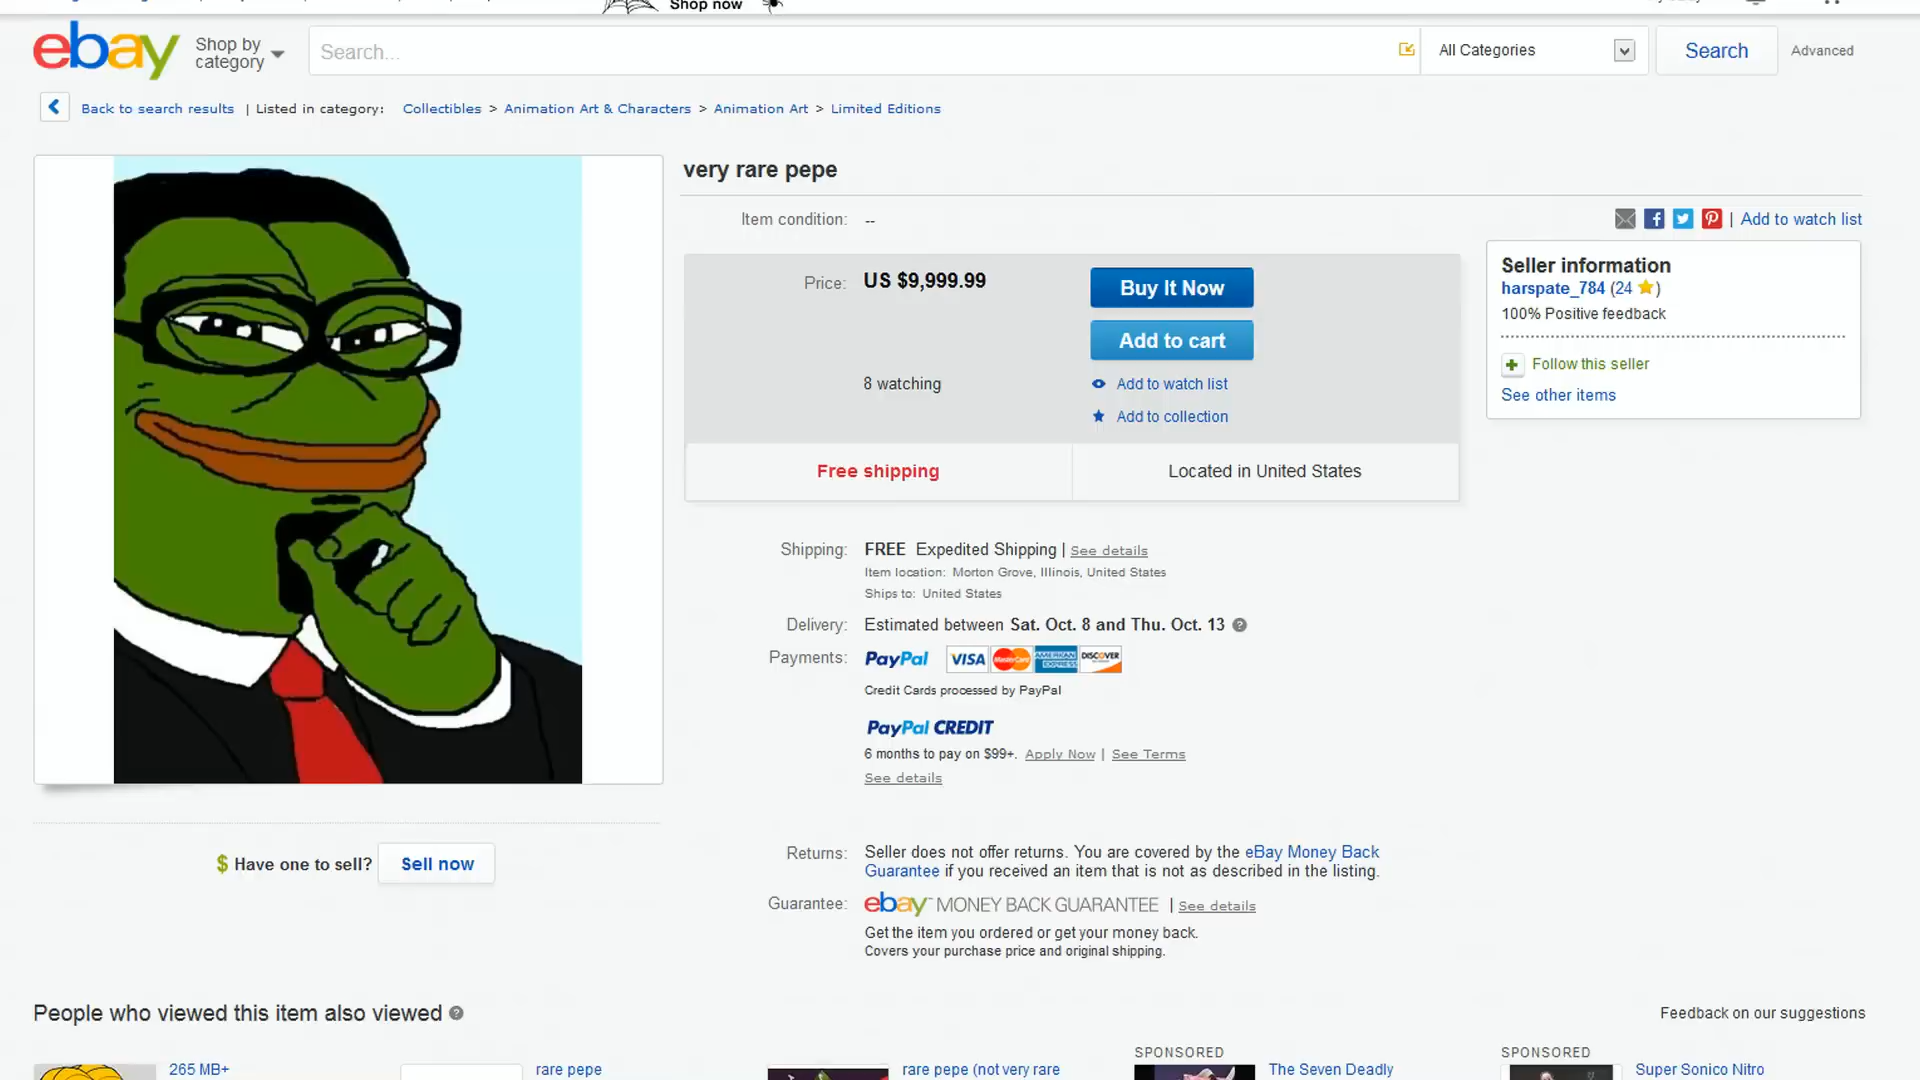 Shop now
ebay
Shop by category
Search...
All Categories
Search
Advanced
Back to search results | Listed in category: Collectibles > Animation Art & Characters > Animation Art > Limited Editions
very rare pepe
Item condition: --
| Add to watch list
Price: US $9,999.99
Buy It Now
Add to cart
8 watching
Add to watch list
Add to collection
Free shipping
Located in United States
Seller information
harspate_784 (24 )
100% Positive feedback
Follow this seller
See other items
Shipping: FREE Expedited Shipping | See details
Item location: Morton Grove, Illinois, United States
Ships to: United States
Delivery: Estimated between Sat. Oct. 8 and Thu. Oct. 13
Payments: PayPal VISA MasterCard AMERICAN EXPRESS DISCOVER
Credit Cards processed by PayPal
PayPal CREDIT
6 months to pay on $99+. Apply Now | See Terms
See details
$ Have one to sell? Sell now
Returns: Seller does not offer returns. You are covered by the eBay Money Back
Guarantee if you received an item that is not as described in the listing.
Guarantee: ebay MONEY BACK GUARANTEE | See details
Get the item you ordered or get your money back.
Covers your purchase price and original shipping.
People who viewed this item also viewed
Feedback on our suggestions
265 MB+
rare pepe
rare pepe (not very rare
SPONSORED
The Seven Deadly
SPONSORED
Super Sonico Nitro